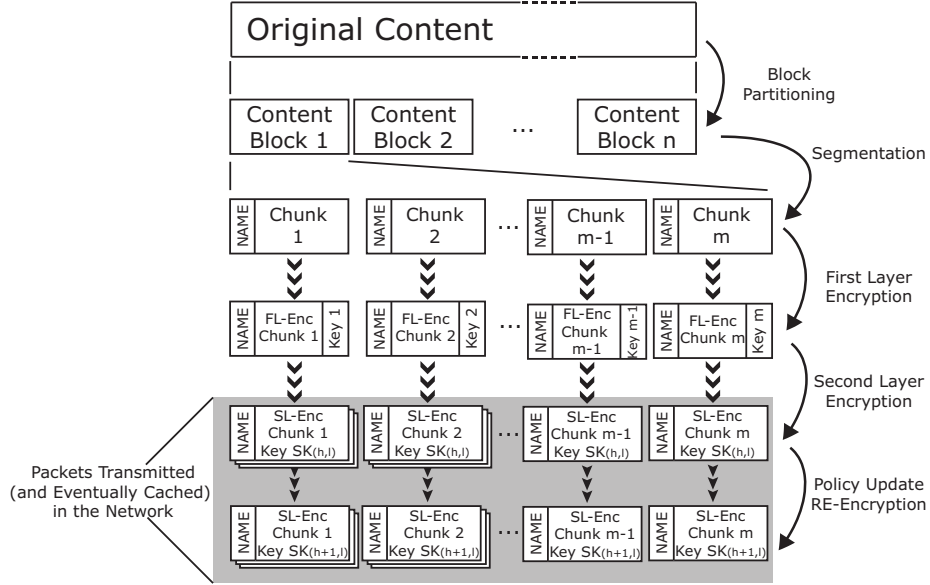 Original Content
Block
Partitioning
Content
Block 1
Content
Block 2
...
Content
Block n
Segmentation
NAME
Chunk
1
NAME
Chunk
2
...
NAME
Chunk
m-1
NAME
Chunk
m
First Layer
Encryption
NAME
FL-Enc
Chunk 1
Key 1
NAME
FL-Enc
Chunk 2
Key 2
...
NAME
FL-Enc
Chunk
m-1
Key m-1
NAME
FL-Enc
Chunk m
Key m
Second Layer
Encryption
NAME
SL-Enc
Chunk 1
Key SK(h,l)
NAME
SL-Enc
Chunk 2
Key SK(h,l)
...
NAME
SL-Enc
Chunk m-1
Key SK(h,l)
NAME
SL-Enc
Chunk m
Key SK(h,l)
Packets Transmitted
(and Eventually Cached)
in the Network
Policy Update
RE-Encryption
NAME
SL-Enc
Chunk 1
Key SK(h+1,l)
NAME
SL-Enc
Chunk 2
Key SK(h+1,l)
...
NAME
SL-Enc
Chunk m-1
Key SK(h+1,l)
NAME
SL-Enc
Chunk m
Key SK(h+1,l)